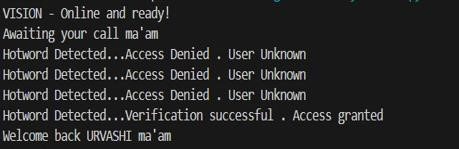 VISION - Online and ready!
Awaiting your call ma'am
Hotword Detected...Access Denied . User Unknown
Hotword Detected...Access Denied . User Unknown
Hotword Detected...Access Denied . User Unknown
Hotword Detected...Verification successful . Access granted
Welcome back URVASHI ma'am